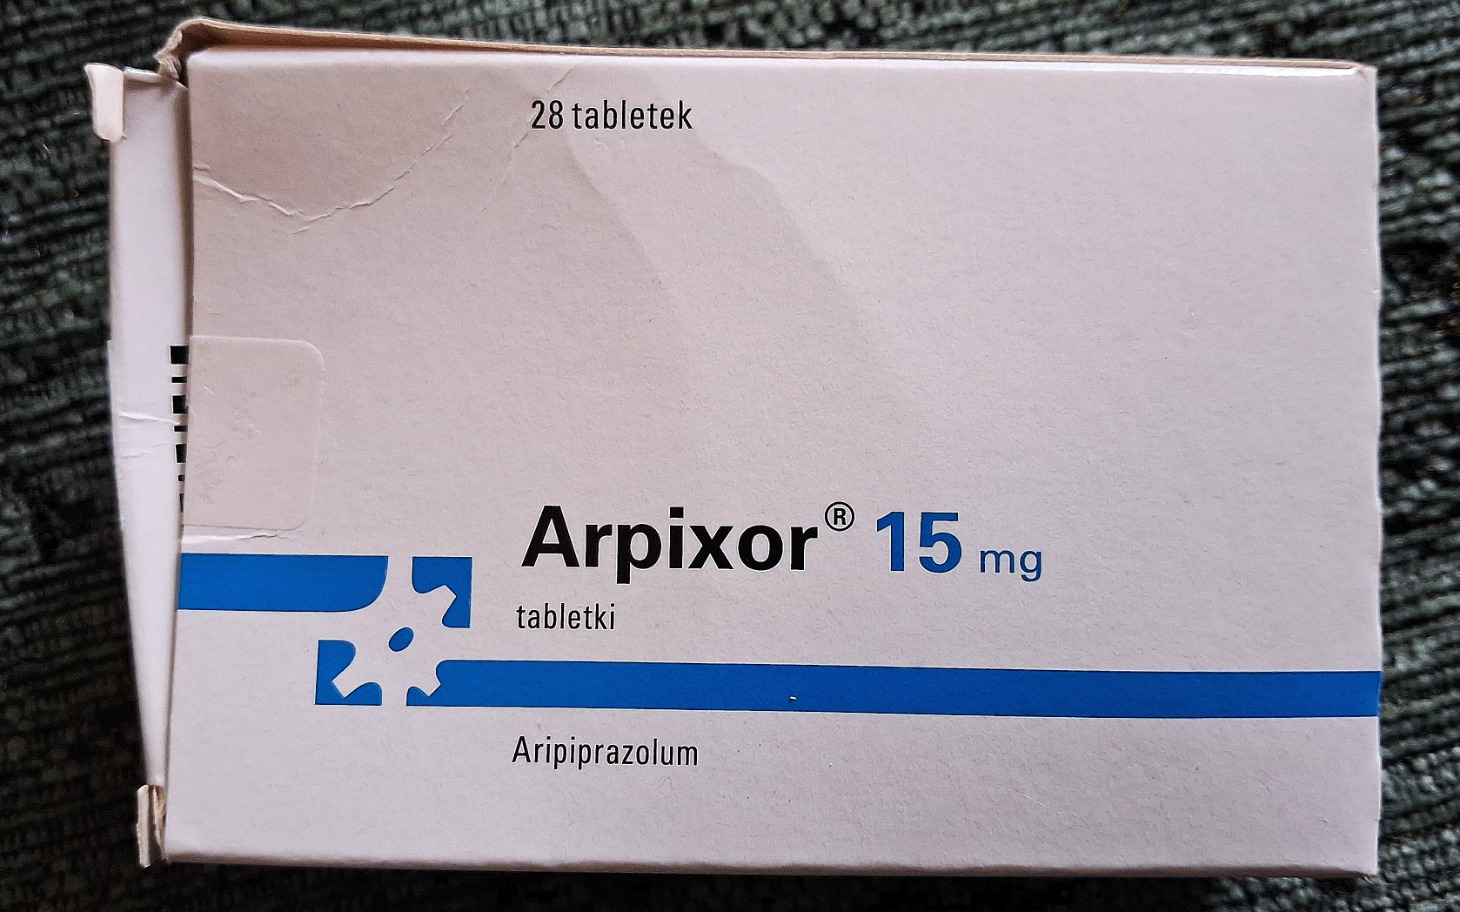 28 tabletek
Arpixor® 15 mg
tabletki
Aripiprazolum